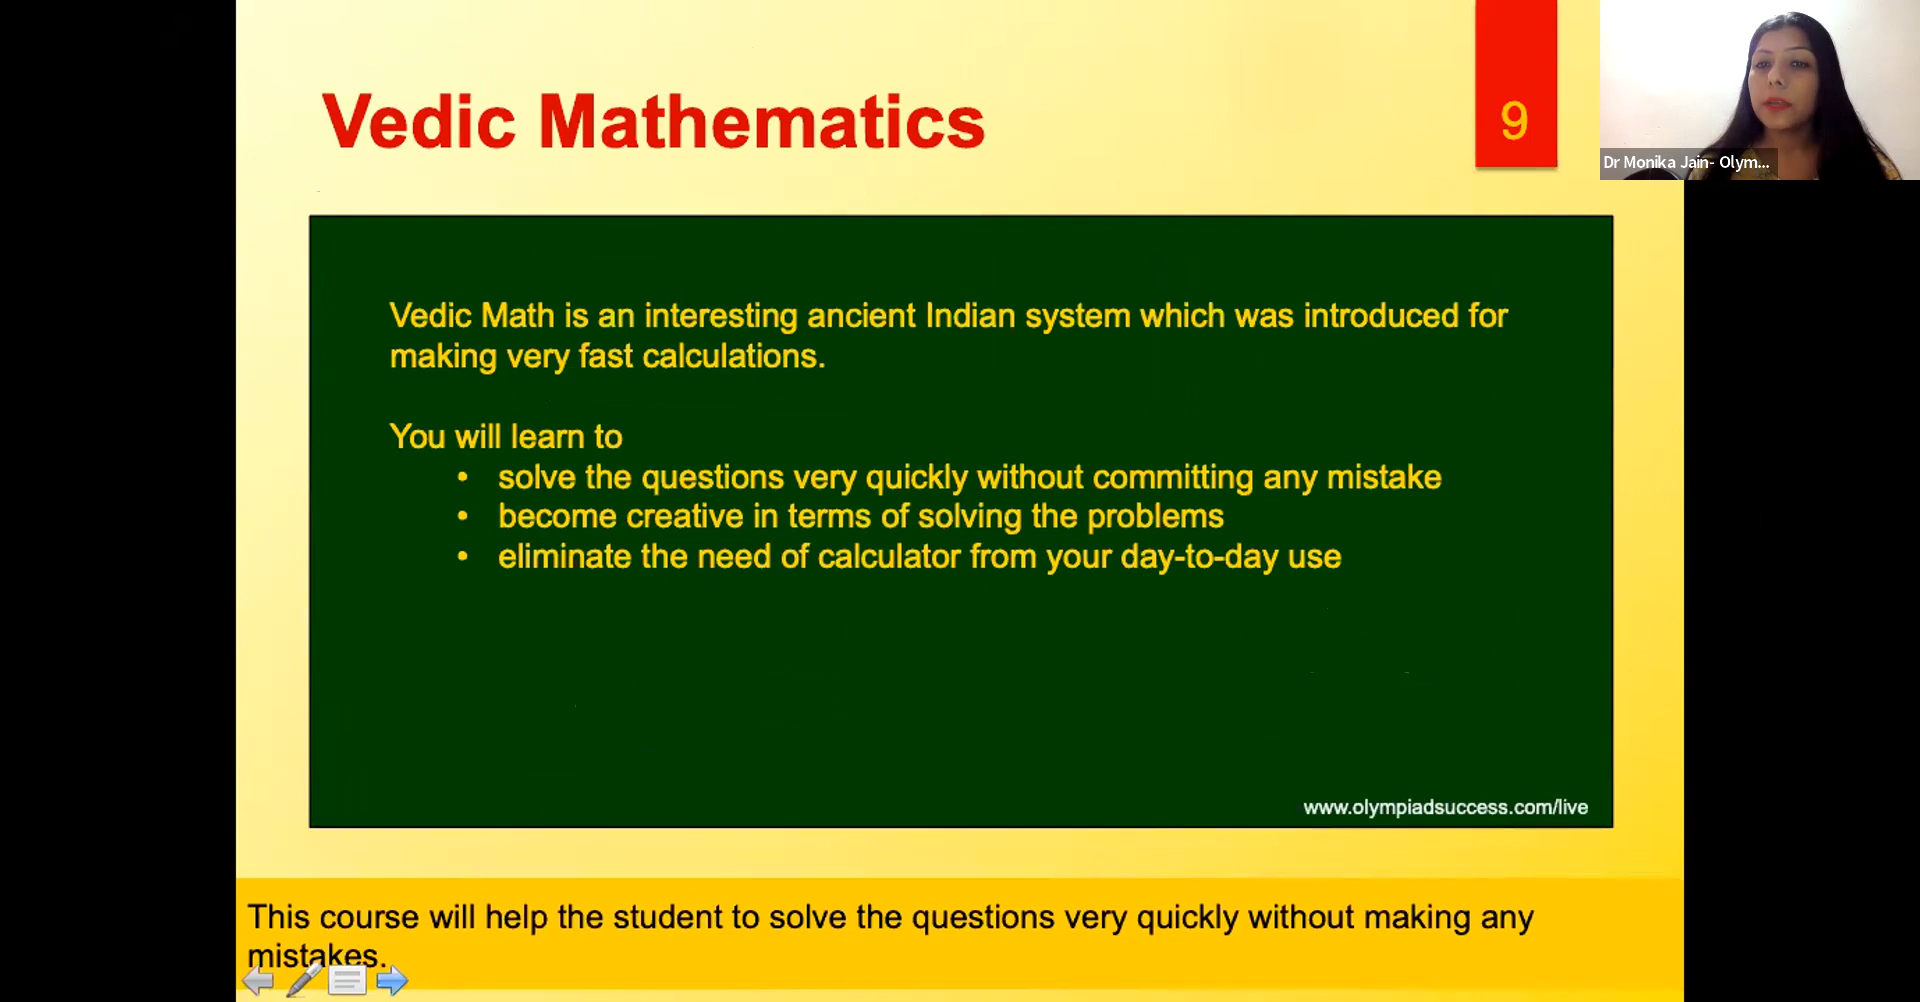 Vedic Mathematics
9
Dr Monika Jain- Olym...
Vedic Math is an interesting ancient Indian system which was introduced for
making very fast calculations.
You will learn to
• solve the questions very quickly without committing any mistake
• become creative in terms of solving the problems
• eliminate the need of calculator from your day-to-day use
www.olympiadsuccess.com/live
This course will help the student to solve the questions very quickly without making any
mistakes.